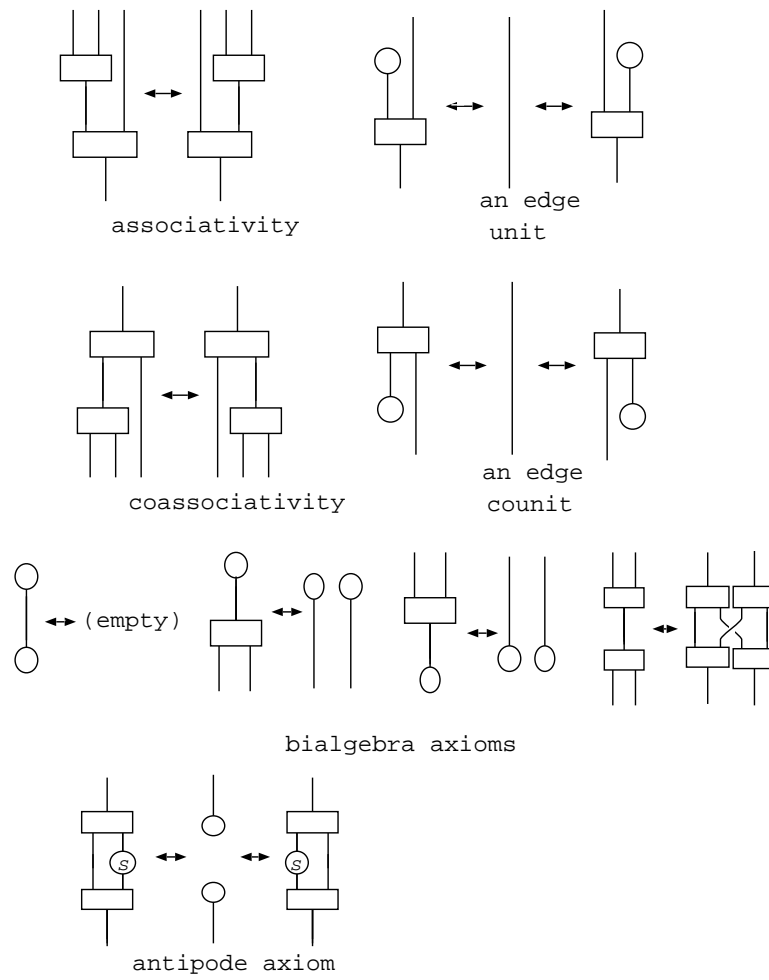 associativity
an edge
unit
coassociativity
an edge
counit
(empty)
bialgebra axioms
S S
antipode axiom